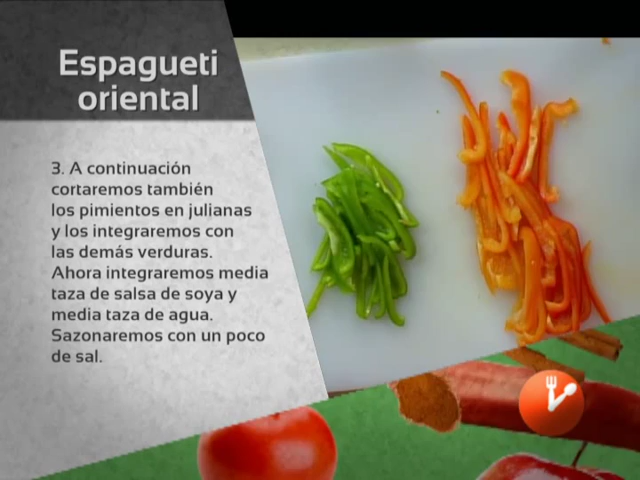 Espagueti
oriental
3. A continuación
cortaremos también
los pimientos en julianas
y los integraremos con
las demás verduras.
Ahora integraremos media
taza de salsa de soya y
media taza de agua.
Sazonaremos con un poco
de sal.